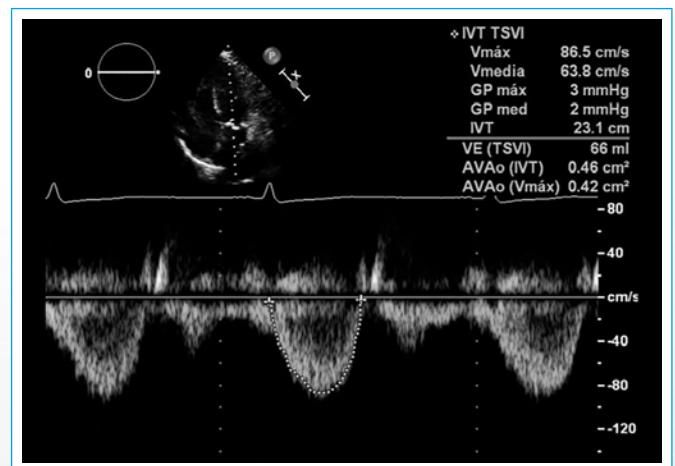 IVT TSVI
Vmáx 86.5 cm/s
Vmedia 63.8 cm/s
GP máx 3 mmHg
GP med 2 mmHg
IVT 23.1 cm
VE (TSVI) 66 ml
AVAo (IVT) 0.46 cm²
AVAo (Vmáx) 0.42 cm²
0
P
X
-80
-40
cm/s
-40
-80
-120